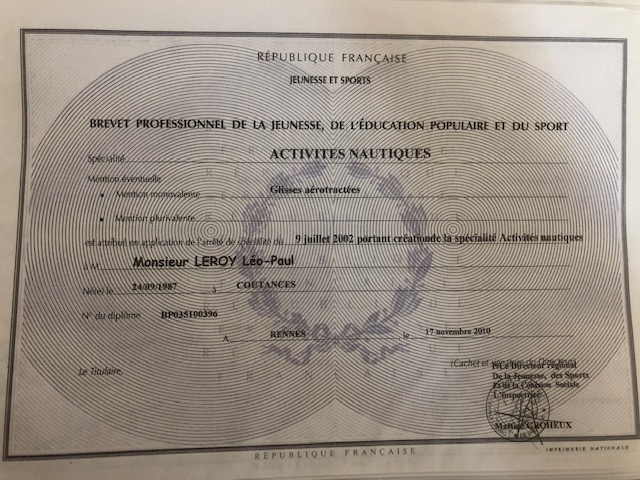 RÉPUBLIQUE FRANÇAISE
JEUNESSE ET SPORTS
BREVET PROFESSIONNEL DE LA JEUNESSE, DE L'ÉDUCATION POPULAIRE ET DU SPORT
Spécialité ACTIVITES NAUTIQUES
Mention éventuelle
• Mention monovalente Glisses aérotractées
• Mention plurivalente
est attribué en application de l'arrêté de spécialité du 9 juillet 2002 portant créationde la spécialité Activités nautiques
à M Monsieur LEROY Léo-Paul
Né(e) le 24/09/1987 à COUTANCES
N° du diplôme BP035100396
A RENNES le 17 novembre 2010
Le Titulaire,
(Cachet et signature du Directeur)
P/Le Directeur régional
De la Jeunesse, des Sports
Et de la Cohésion Sociale
L'inspectrice
Martine GROHEUX
RÉPUBLIQUE FRANÇAISE
IMPRIMERIE NATIONALE